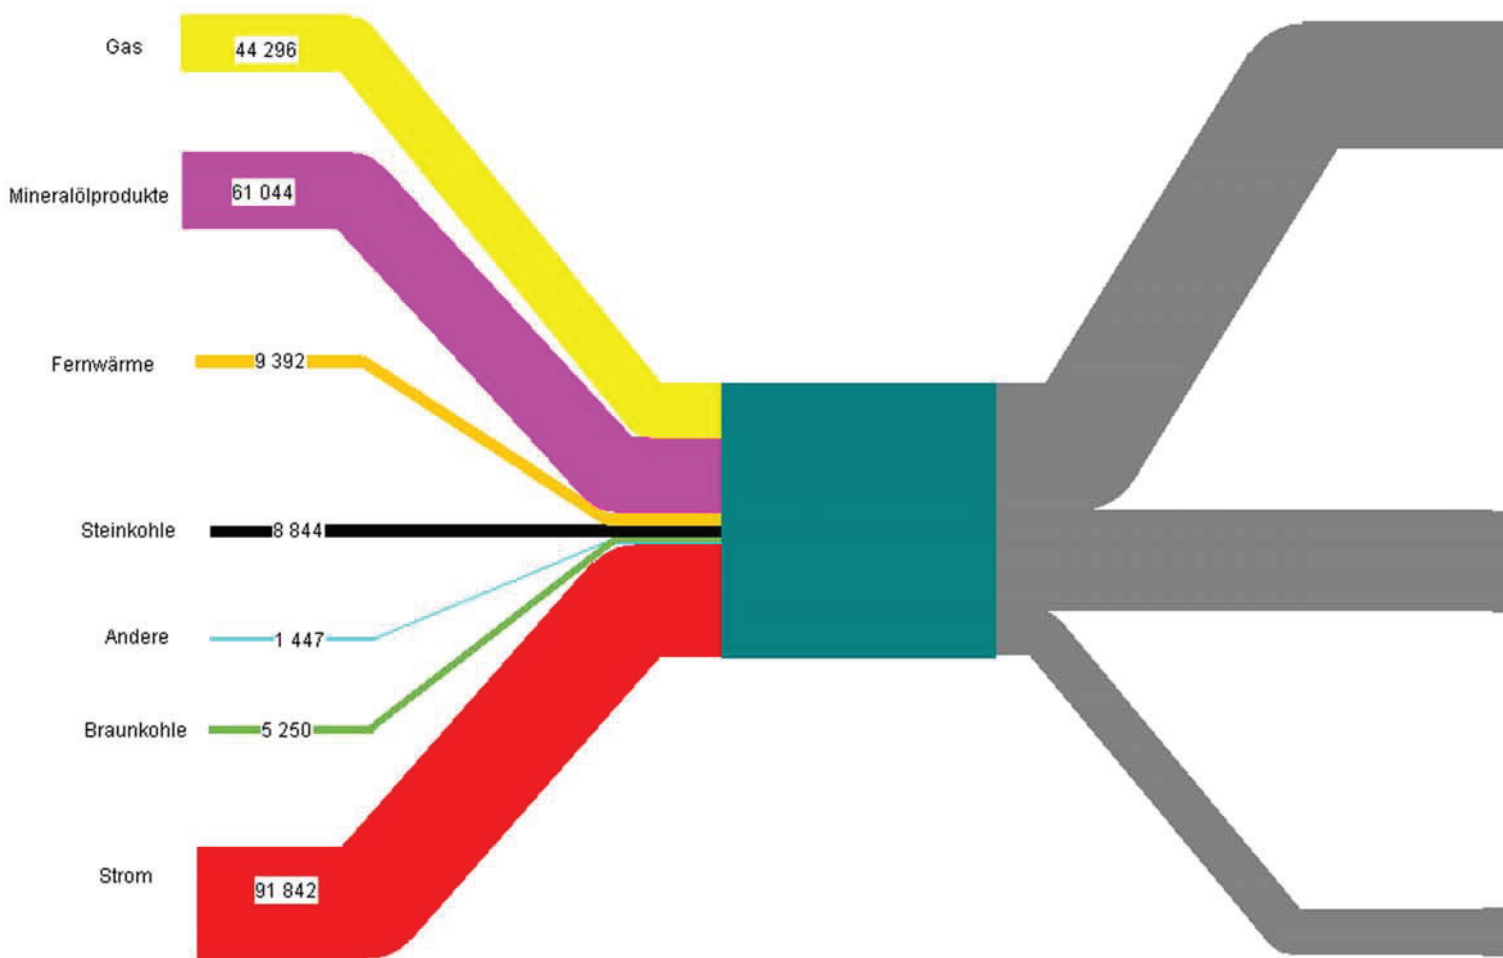 Gas
44 296
Mineralölprodukte
61 044
Fernwärme
9 392
Steinkohle
8 844
Andere
1 447
Braunkohle
5 250
Strom
91 842